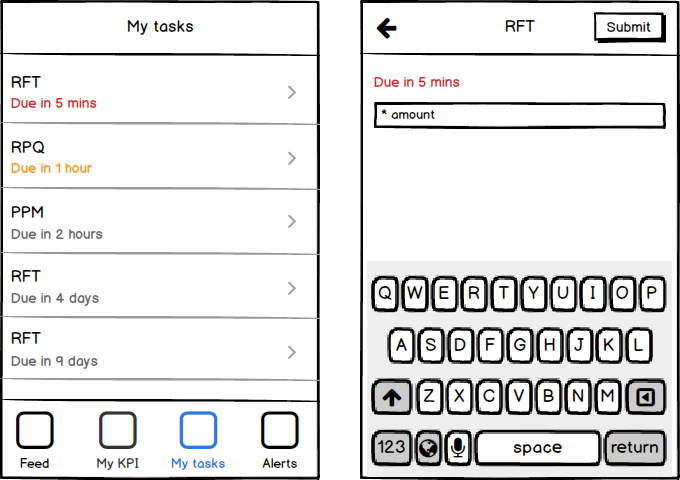 My tasks
RFT
Due in 5 mins
RPQ
Due in 1 hour
PPM
Due in 2 hours
RFT
Due in 4 days
RFT
Due in 9 days
Feed My KPI My tasks Alerts
RFT Submit
Due in 5 mins
* amount
Q W E R T Y U I O P
A S D F G H J K L
Z X C V B N M
123 space return